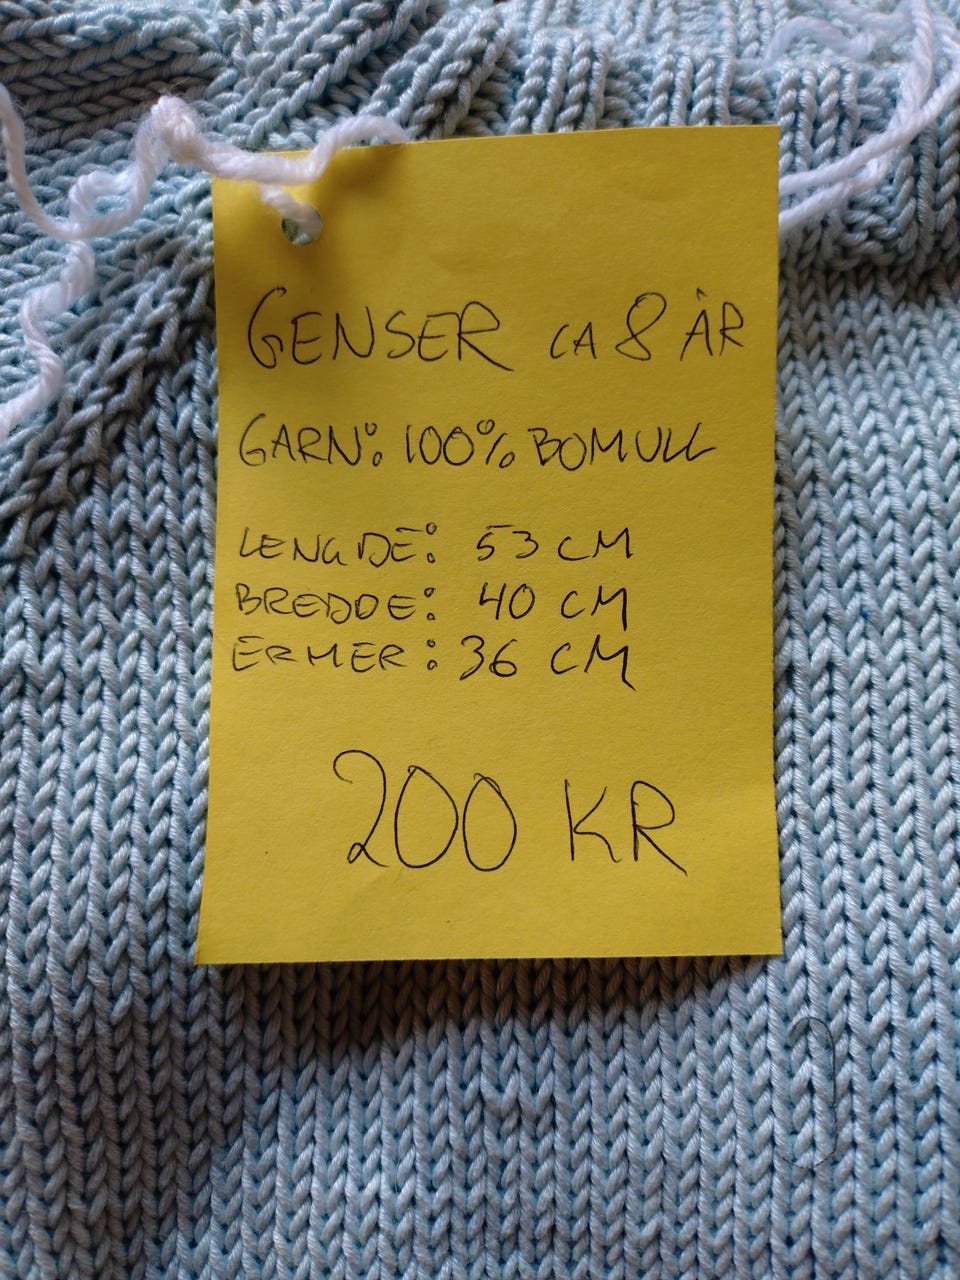 GENSER CA 8 ÅR
GARN: 100% BOMULL
LENGDE: 53 CM
BREDDE: 40 CM
ERMER: 36 CM
200 KR